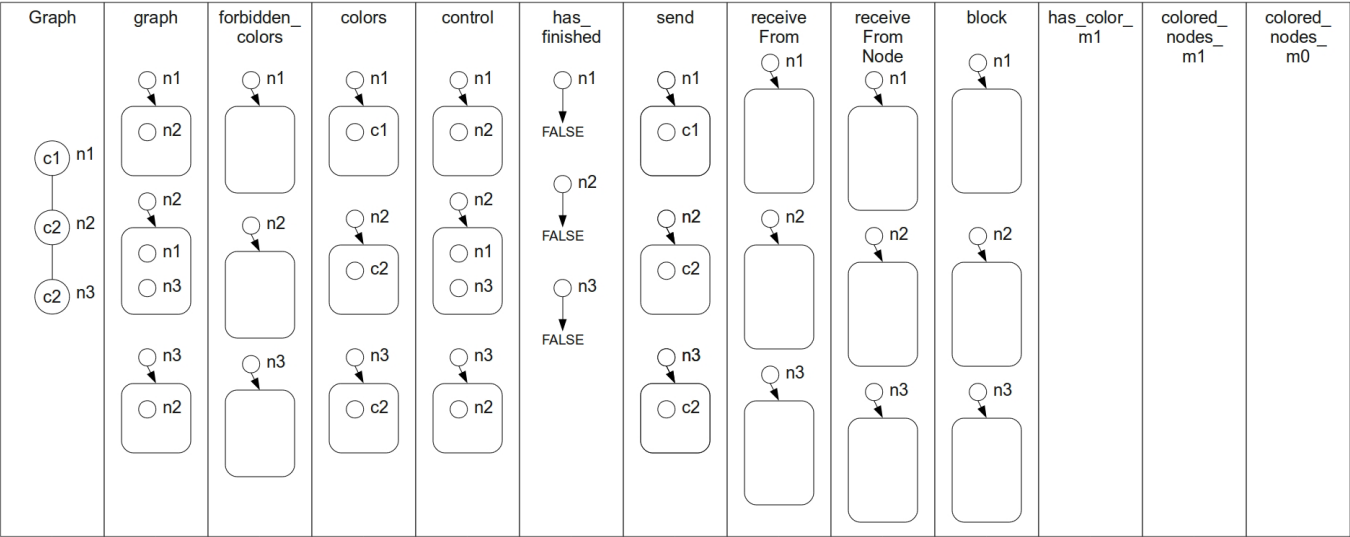 Graph
graph
forbidden_
colors
colors
control
has_
finished
send
receive
From
receive
From
Node
block
has_color_
m1
colored_
nodes_
m1
colored_
nodes_
m0
c1 n1
c2 n2
c2 n3
n1
n2
n2
n1
n3
n3
n2
n1
n2
n3
n1
c1
n2
c2
n3
c2
n1
n2
n2
n1
n3
n3
n2
n1
FALSE
n2
FALSE
n3
FALSE
n1
c1
n2
c2
n3
c2
n1
n2
n3
n1
n2
n3
n1
n2
n3